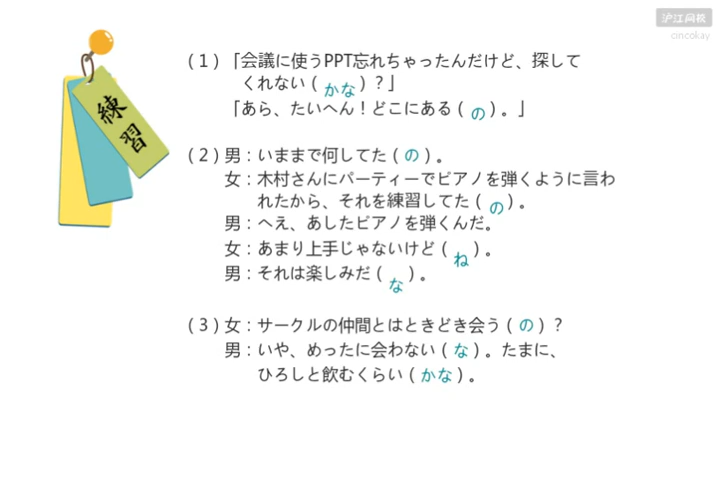 沪江网校
cincokay
練習
(1)「会議に使うPPT忘れちゃったんだけど、探して
くれない(かな)?」
「あら、たいへん!どこにある(の)。」
(2)男:いままで何してた(の)。
女:木村さんにパーティーでピアノを弾くように言わ
れたから、それを練習してた(の)。
男:へえ、あしたピアノを弾くんだ。
女:あまり上手じゃないけど(ね)。
男:それは楽しみだ(な)。
(3)女:サークルの仲間とはときどき会う(の)?
男:いや、めったに会わない(な)。たまに、
ひろしと飲むくらい(かな)。